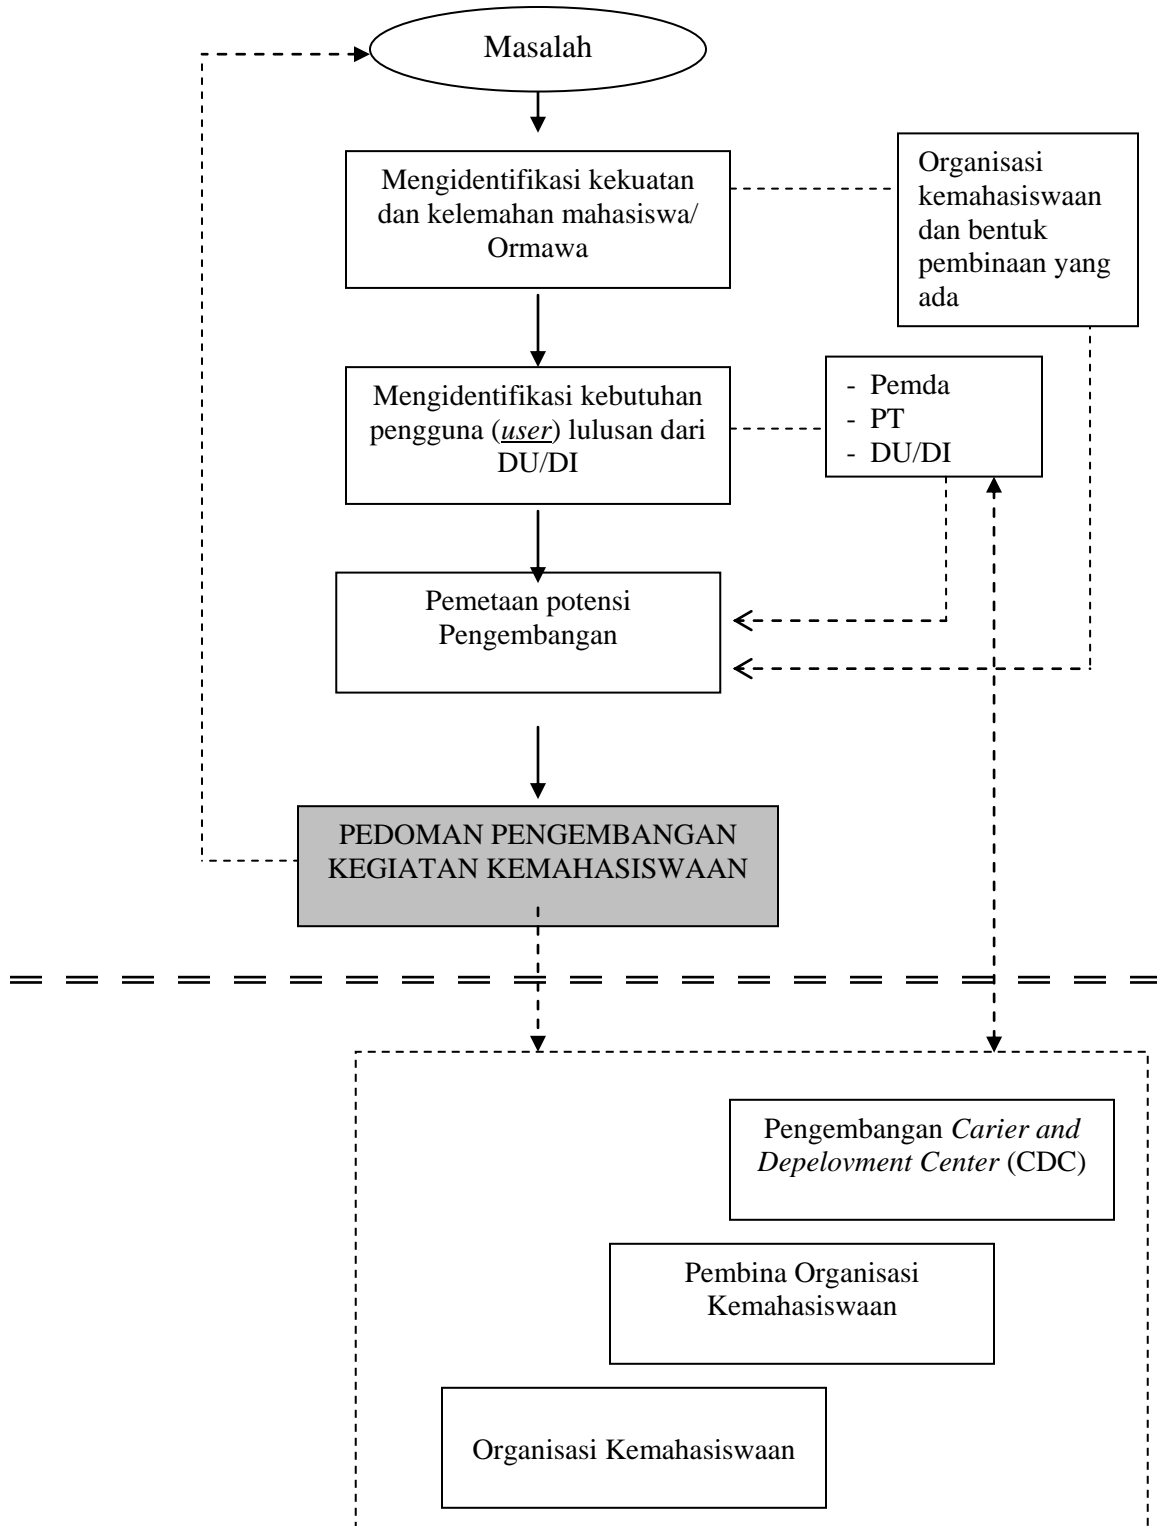 Masalah
Mengidentifikasi kekuatan
dan kelemahan mahasiswa/
Ormawa
Organisasi
kemahasiswaan
dan bentuk
pembinaan yang
ada
Mengidentifikasi kebutuhan
pengguna (user) lulusan dari
DU/DI
- Pemda
- PT
- DU/DI
Pemetaan potensi
Pengembangan
PEDOMAN PENGEMBANGAN
KEGIATAN KEMAHASISWAAN
Pengembangan Carier and
Depelovment Center (CDC)
Pembina Organisasi
Kemahasiswaan
Organisasi Kemahasiswaan